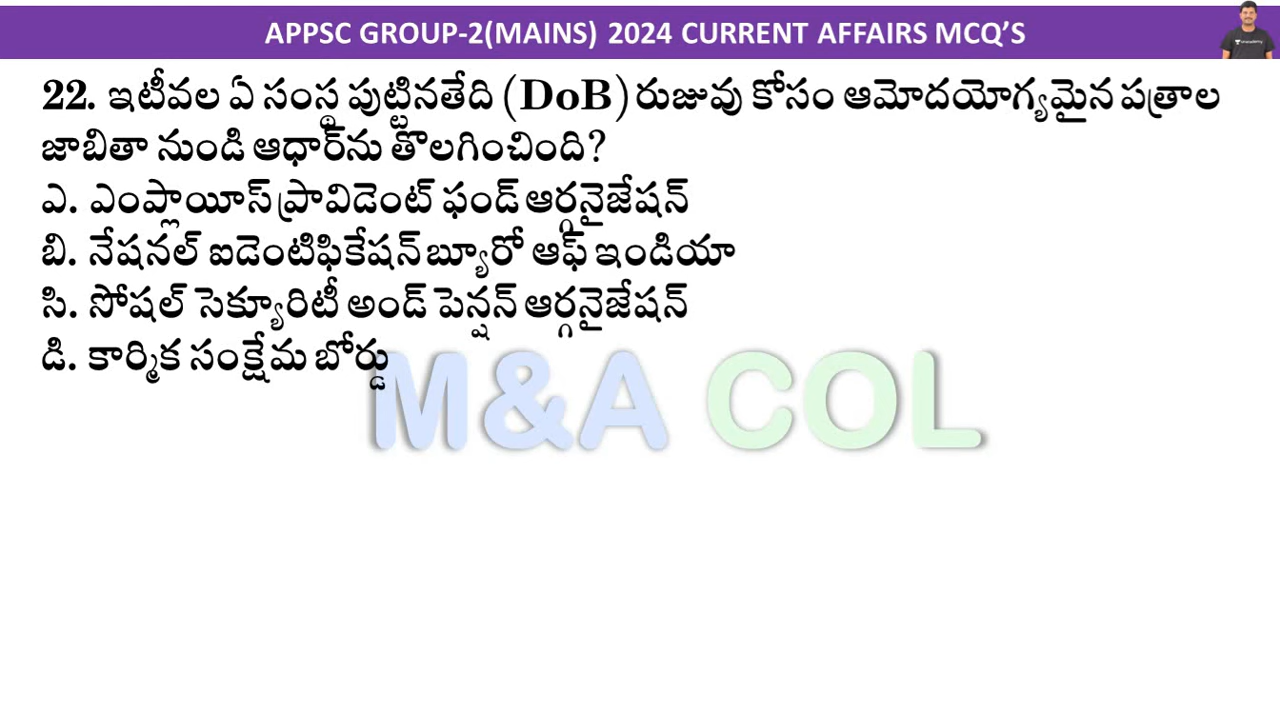 APPSC GROUP-2(MAINS) 2024 CURRENT AFFAIRS MCQ'S
22. ఇటీవల ఏ సంస్థ పుట్టినతేది (DoB) రుజువు కోసం ఆమోదయోగ్యమైన పత్రాల
జాబితా నుండి ఆధార్‌ను తొలగించింది?
ఎ. ఎంప్లాయీస్ ప్రావిడెంట్ ఫండ్ ఆర్గనైజేషన్
బి. నేషనల్ ఐడెంటిఫికేషన్ బ్యూరో ఆఫ్ ఇండియా
సి. సోషల్ సెక్యూరిటీ అండ్ పెన్షన్ ఆర్గనైజేషన్
డి. కార్మిక సంక్షేమ బోర్డు
M&A COL